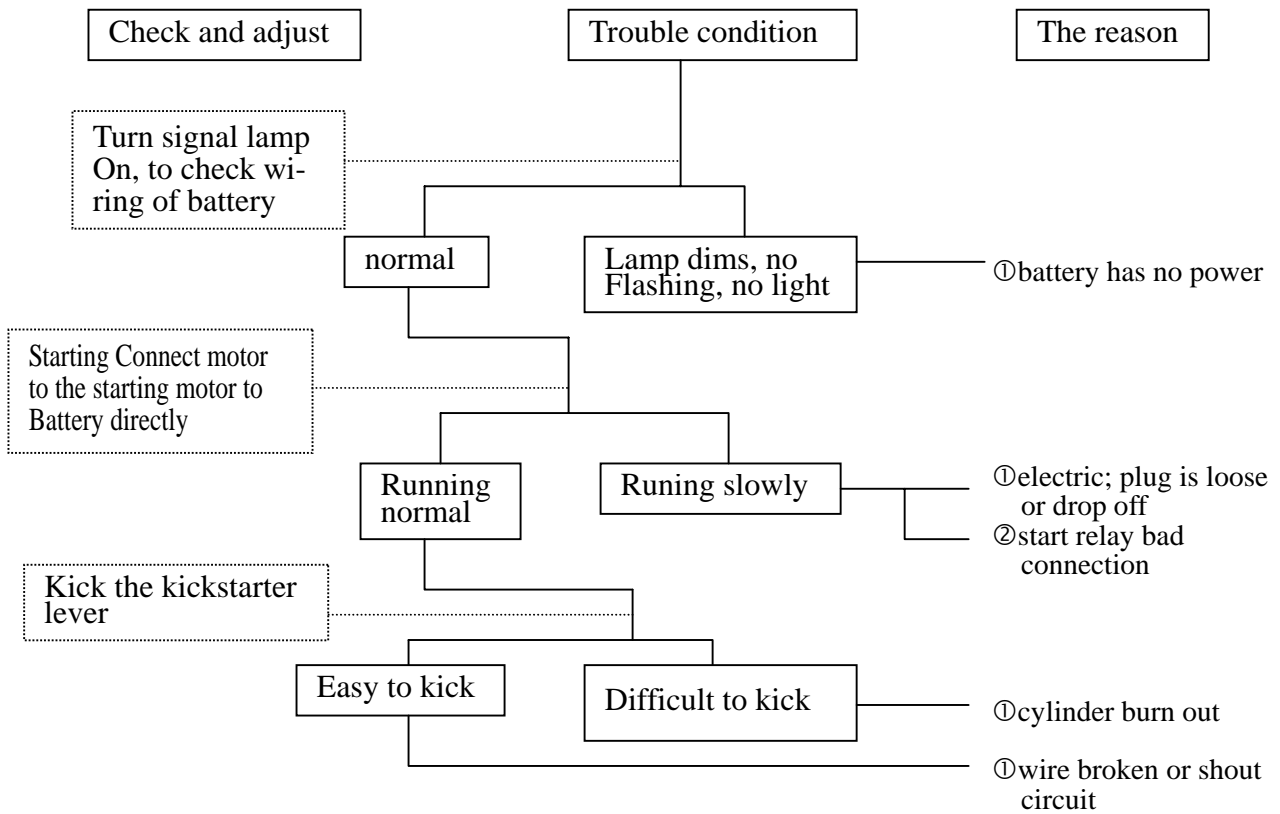 Check and adjust
Trouble condition
The reason
Turn signal lamp
On, to check wi-
ring of battery
normal
Lamp dims, no
Flashing, no light
①battery has no power
Starting Connect motor
to the starting motor to
Battery directly
Running
normal
Runing slowly
①electric; plug is loose
or drop off
②start relay bad
connection
Kick the kickstarter
lever
Easy to kick
Difficult to kick
①cylinder burn out
①wire broken or shout
circuit